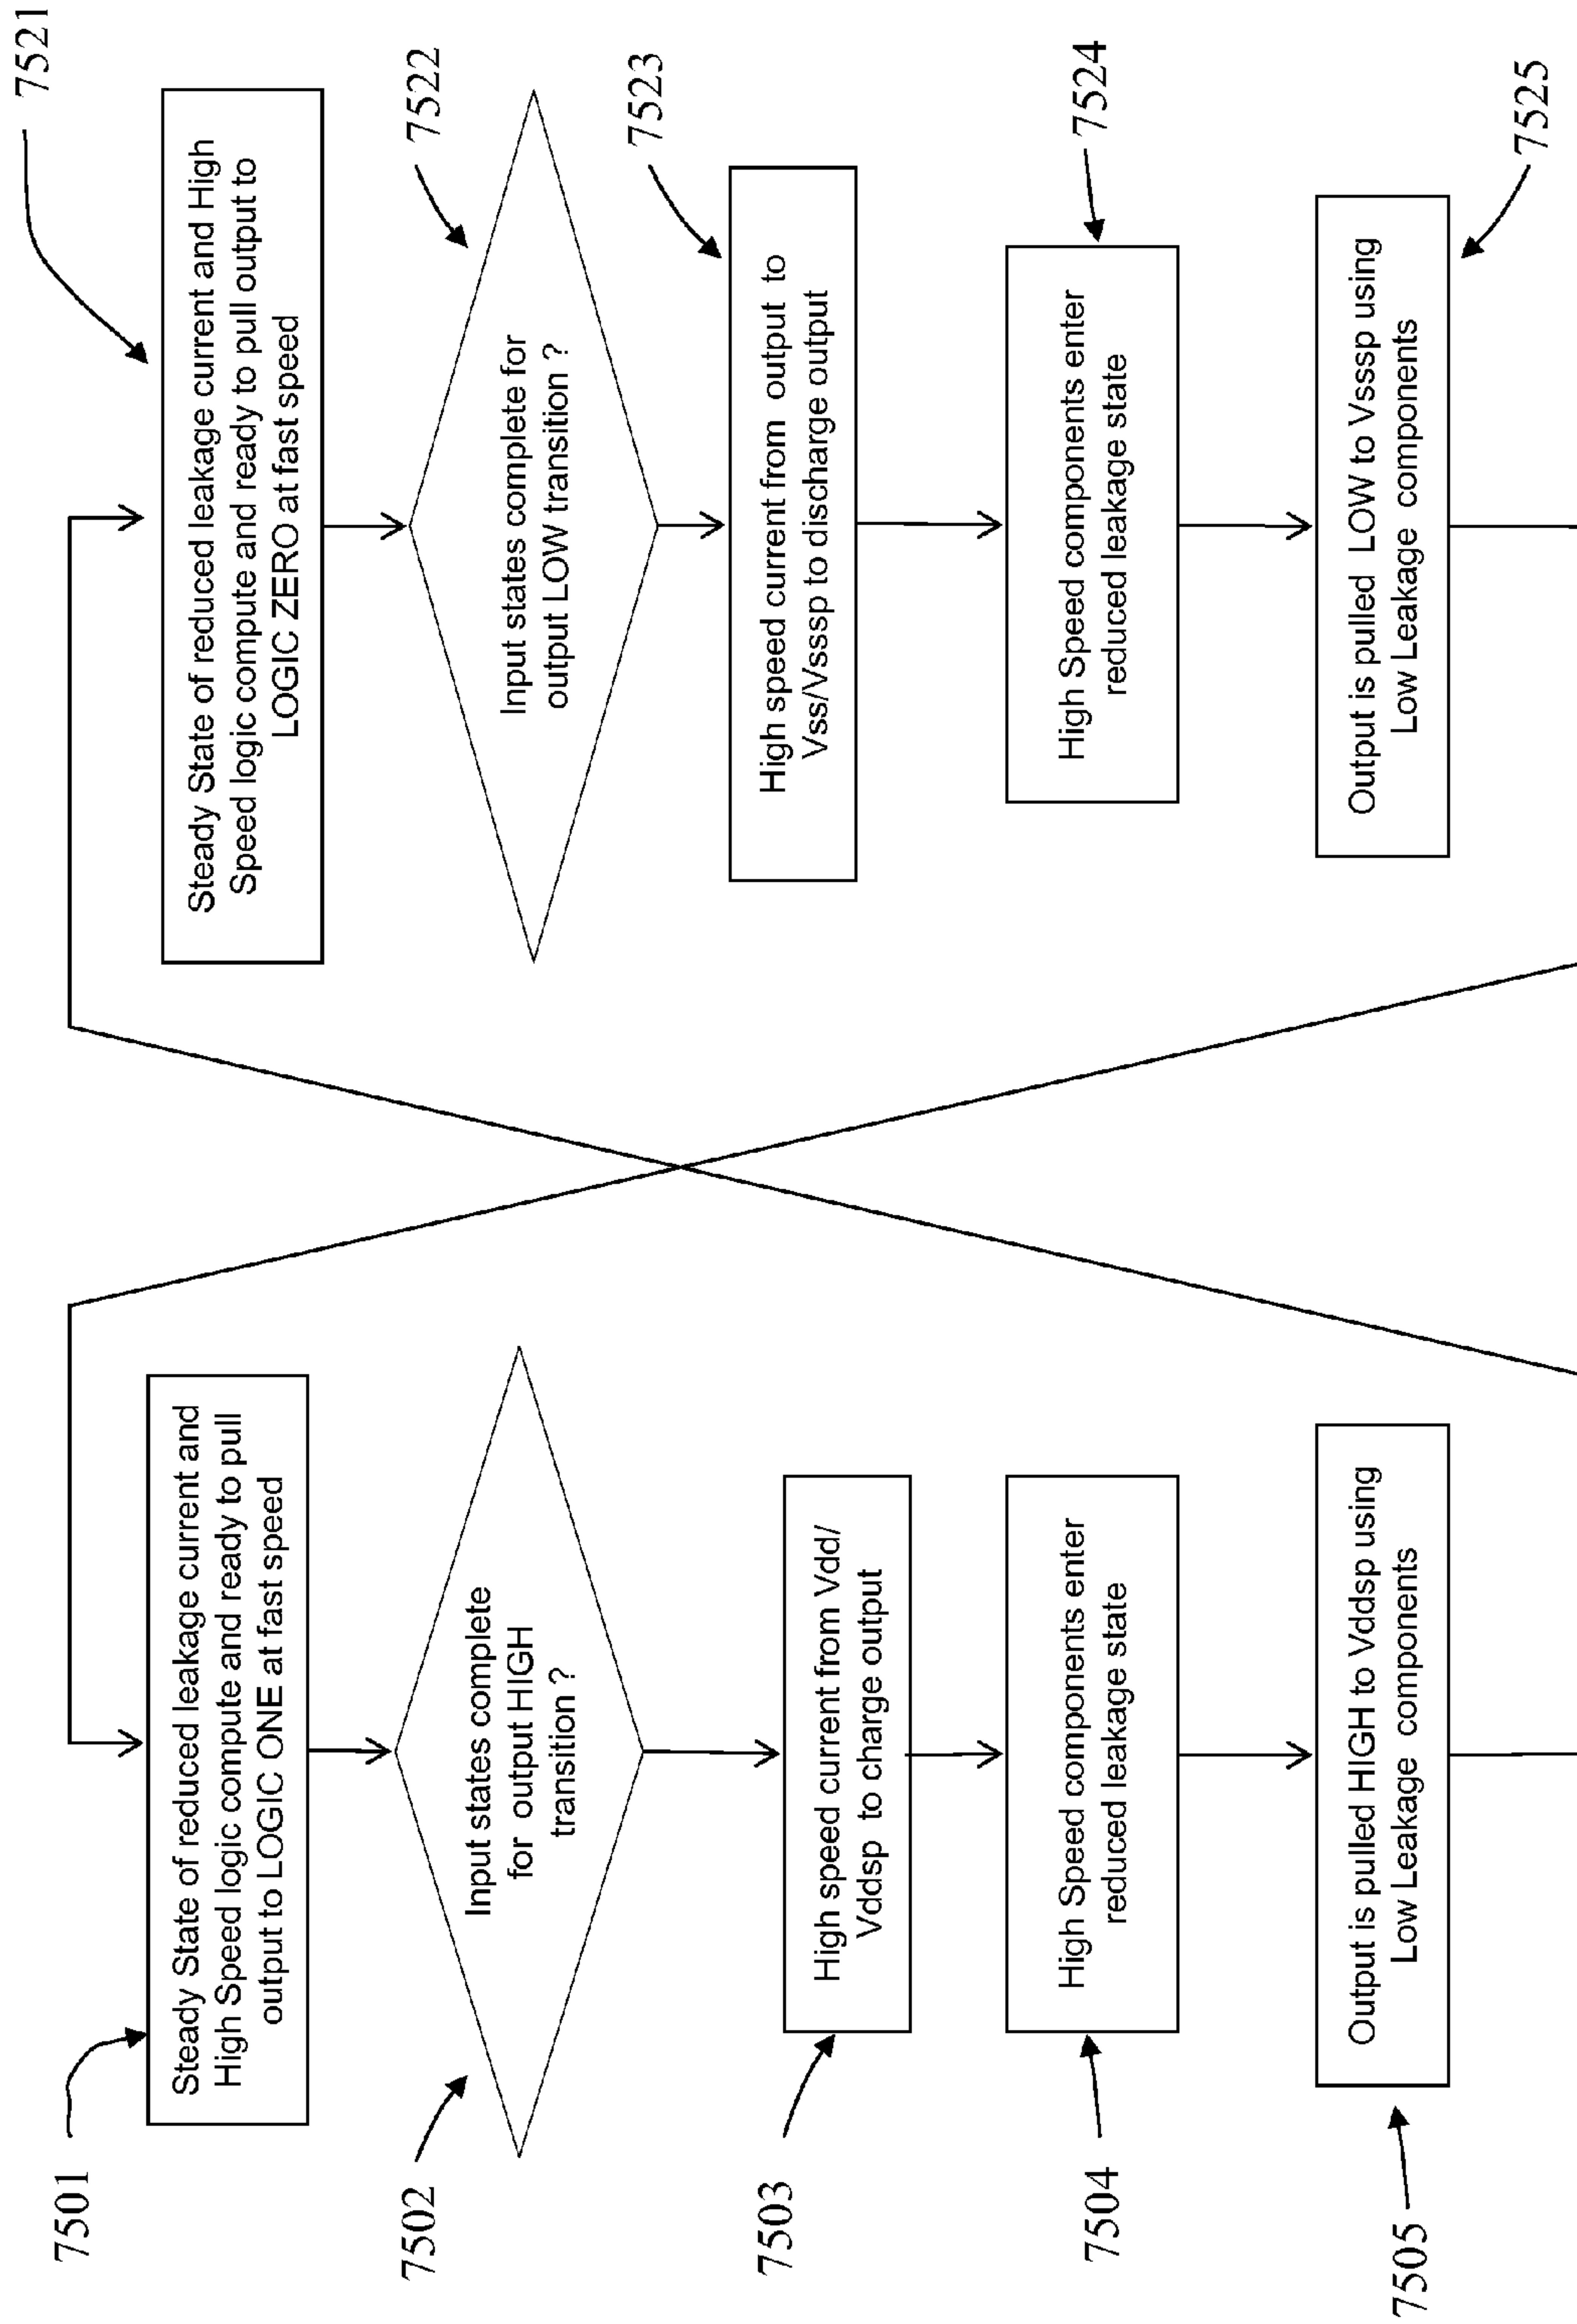 7501
Steady State of reduced leakage current and
High Speed logic compute and ready to pull
output to LOGIC ONE at fast speed
7502
Input states complete
for output HIGH
transition ?
7503
High speed current from Vdd/
Vddsp to charge output
7504
High Speed components enter
reduced leakage state
7505
Output is pulled HIGH to Vddsp using
Low Leakage components
7521
Steady State of reduced leakage current and High
Speed logic compute and ready to pull output to
LOGIC ZERO at fast speed
7522
Input states complete for
output LOW transition ?
7523
High speed current from output to
Vss/Vsssp to discharge output
7524
High Speed components enter
reduced leakage state
7525
Output is pulled LOW to Vsssp using
Low Leakage components